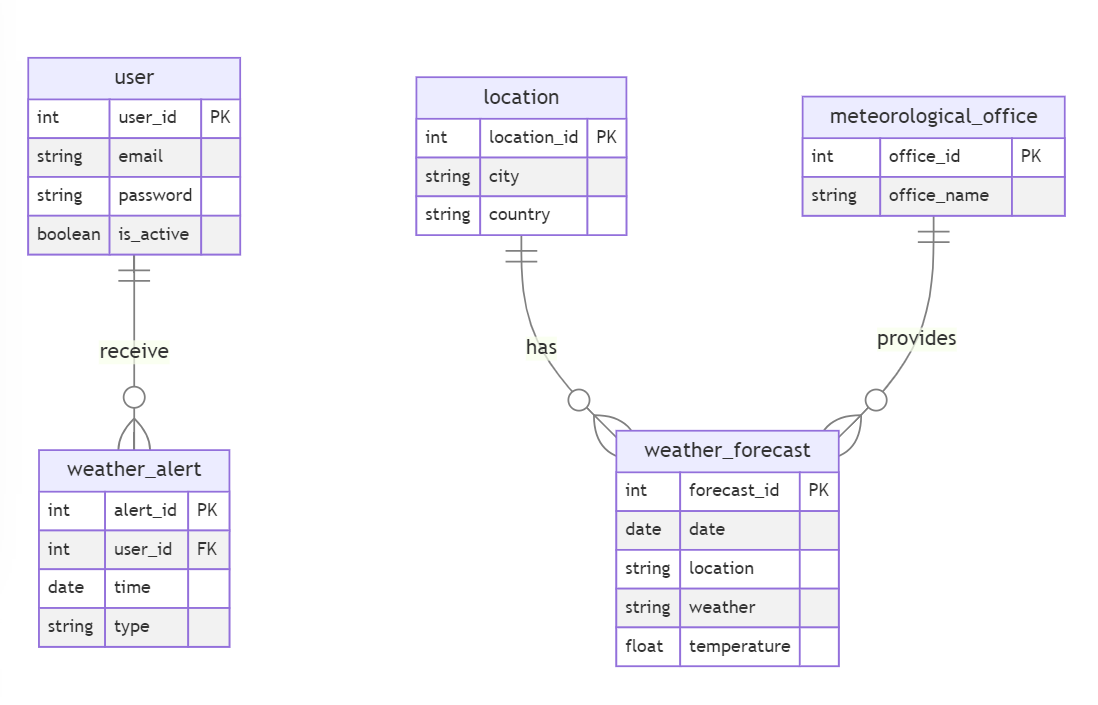 user
int user_id PK
string email
string password
boolean is_active
receive
weather_alert
int alert_id PK
int user_id FK
date time
string type
location
int location_id PK
string city
string country
has
meteorological_office
int office_id PK
string office_name
provides
weather_forecast
int forecast_id PK
date date
string location
string weather
float temperature